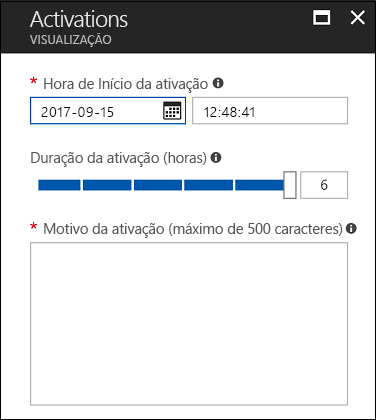 Activations
VISUALIZAÇÃO
* Hora de Início da ativação
2017-09-15 12:48:41
Duração da ativação (horas)
6
* Motivo da ativação (máximo de 500 caracteres)